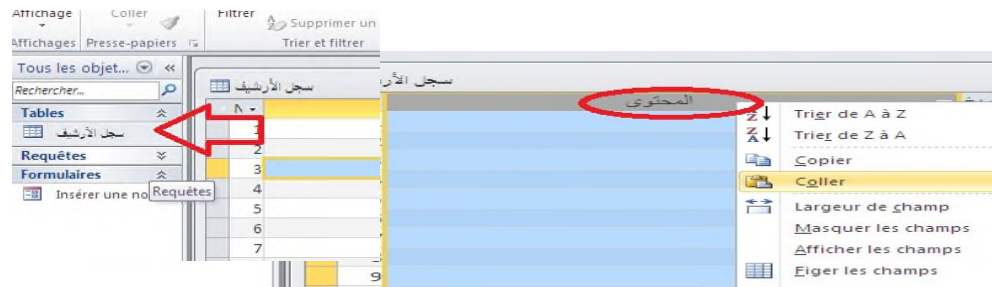 Affichage Coller Filtrer
Supprimer un
Affichages Presse-papiers Trier et filtrer
Tous les objet... «
Rechercher...
Tables
سجل الأرشيف
Requêtes
Formulaires
Insérer une no
Requêtes
سجل الأرشيف
N
1
2
3
4
5
6
7
سجل الأر
المحتوى
9
Trier de A à Z
Trier de Z à A
Copier
Coller
Largeur de champ
Masquer les champs
Afficher les champs
Figer les champs